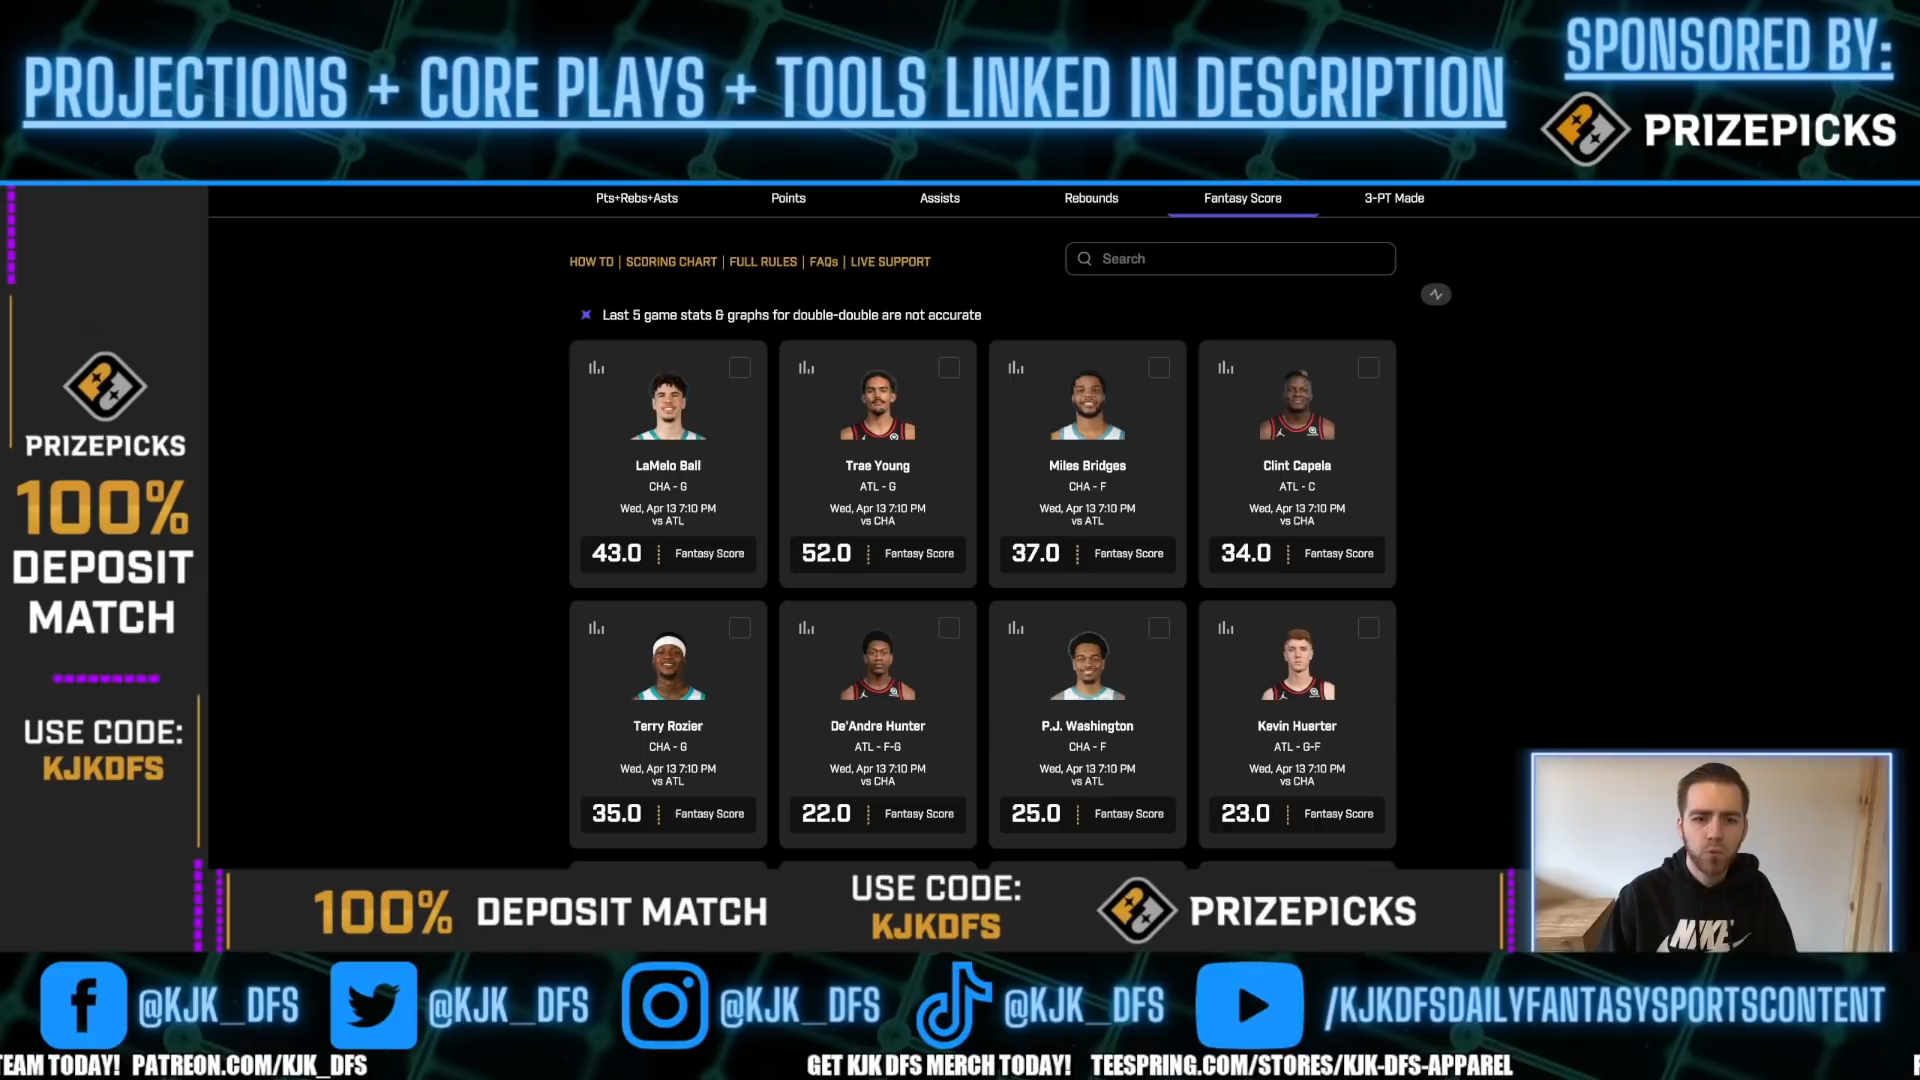 PROJECTIONS + CORE PLAYS + TOOLS LINKED IN DESCRIPTION
SPONSORED BY:
PRIZEPICKS
Pts+Rebs+Asts
Points
Assists
Rebounds
Fantasy Score
3-PT Made
HOW TO | SCORING CHART | FULL RULES | FAQs | LIVE SUPPORT
Search
Last 5 game stats & graphs for double-double are not accurate
LaMelo Ball
CHA - G
Wed, Apr 13 7:10 PM
vs ATL
43.0
Fantasy Score
Trae Young
ATL - G
Wed, Apr 13 7:10 PM
vs CHA
52.0
Fantasy Score
Miles Bridges
CHA - F
Wed, Apr 13 7:10 PM
vs ATL
37.0
Fantasy Score
Clint Capela
ATL - C
Wed, Apr 13 7:10 PM
vs CHA
34.0
Fantasy Score
Terry Rozier
CHA - G
Wed, Apr 13 7:10 PM
vs ATL
35.0
Fantasy Score
De'Andre Hunter
ATL - F-G
Wed, Apr 13 7:10 PM
vs CHA
22.0
Fantasy Score
P.J. Washington
CHA - F
Wed, Apr 13 7:10 PM
vs ATL
25.0
Fantasy Score
Kevin Huerter
ATL - G-F
Wed, Apr 13 7:10 PM
vs CHA
23.0
Fantasy Score
PRIZEPICKS
100%
DEPOSIT
MATCH
USE CODE:
KJKDFS
100% DEPOSIT MATCH
USE CODE:
KJKDFS
PRIZEPICKS
NIKE
@KJK_DFS
@KJK_DFS
@KJK_DFS
@KJK_DFS
/KJKDFSDAILYFANTASYSPORTSCONTENT
TEAM TODAY! PATREON.COM/KJK_DFS
GET KJK DFS MERCH TODAY! TEESPRING.COM/STORES/KJK-DFS-APPAREL